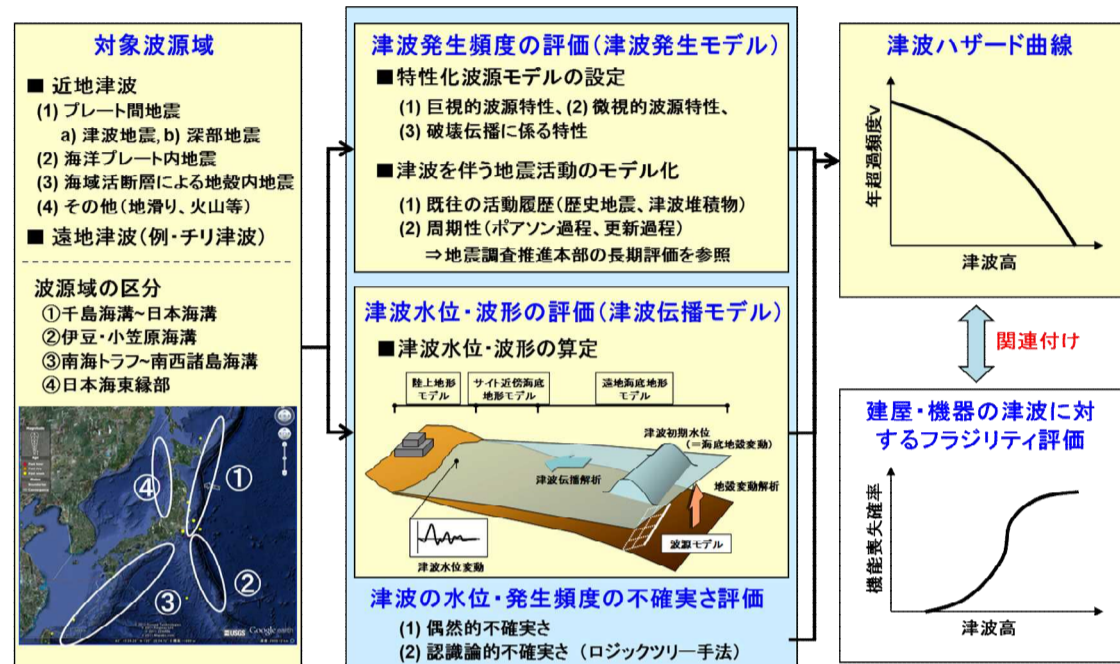 対象波源域
■ 近地津波
(1) プレート間地震
a) 津波地震, b) 深部地震
(2) 海洋プレート内地震
(3) 海域活断層による地殻内地震
(4) その他(地滑り、火山等)
■ 遠地津波(例・チリ津波)
波源域の区分
①千島海溝~日本海溝
②伊豆・小笠原海溝
③南海トラフ~南西諸島海溝
④日本海東縁部
①
④
②
③
USGS
Google
津波発生頻度の評価(津波発生モデル)
■特性化波源モデルの設定
(1) 巨視的波源特性、(2) 微視的波源特性、
(3) 破壊伝播に係る特性
■津波を伴う地震活動のモデル化
(1) 既往の活動履歴(歴史地震、津波堆積物)
(2) 周期性(ポアソン過程、更新過程)
⇒地震調査推進本部の長期評価を参照
津波水位・波形の評価(津波伝播モデル)
■津波水位・波形の算定
陸上地形
モデル
サイト近傍海底
地形モデル
遠地海底地形
モデル
津波初期水位
(=海底地殻変動)
津波伝播解析
地殻変動解析
波源モデル
津波水位変動
津波の水位・発生頻度の不確実さ評価
(1) 偶然的不確実さ
(2) 認識論的不確実さ (ロジックツリー手法)
津波ハザード曲線
年超過頻度ν
津波高
関連付け
建屋・機器の津波に対
するフラジリティ評価
機能喪失確率
津波高